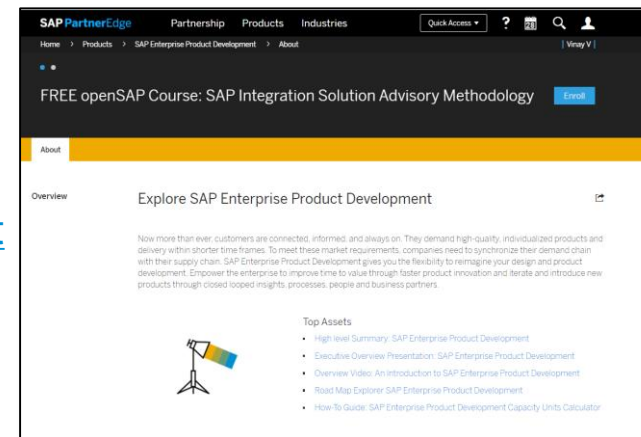 SAP PartnerEdge Partnership Products Industries Quick Access ?
Home > Products > SAP Enterprise Product Development > About | Vinay V |
FREE openSAP Course: SAP Integration Solution Advisory Methodology Enroll
About
Overview
Explore SAP Enterprise Product Development
Now more than ever, customers are connected, informed, and always on. They demand high-quality, individualized products and
delivery within shorter time frames. To meet these market requirements, companies need to synchronize their demand chain
with their supply chain. SAP Enterprise Product Development gives you the flexibility to reimagine your design and product
development. Empower the enterprise to improve time to value through faster product innovation and iterate and introduce new
products through closed looped insights, processes, people and business partners.
Top Assets
• High level Summary: SAP Enterprise Product Development
• Executive Overview Presentation: SAP Enterprise Product Development
• Overview Video: An Introduction to SAP Enterprise Product Development
• Road Map Explorer SAP Enterprise Product Development
• How-To Guide: SAP Enterprise Product Development Capacity Units Calculator